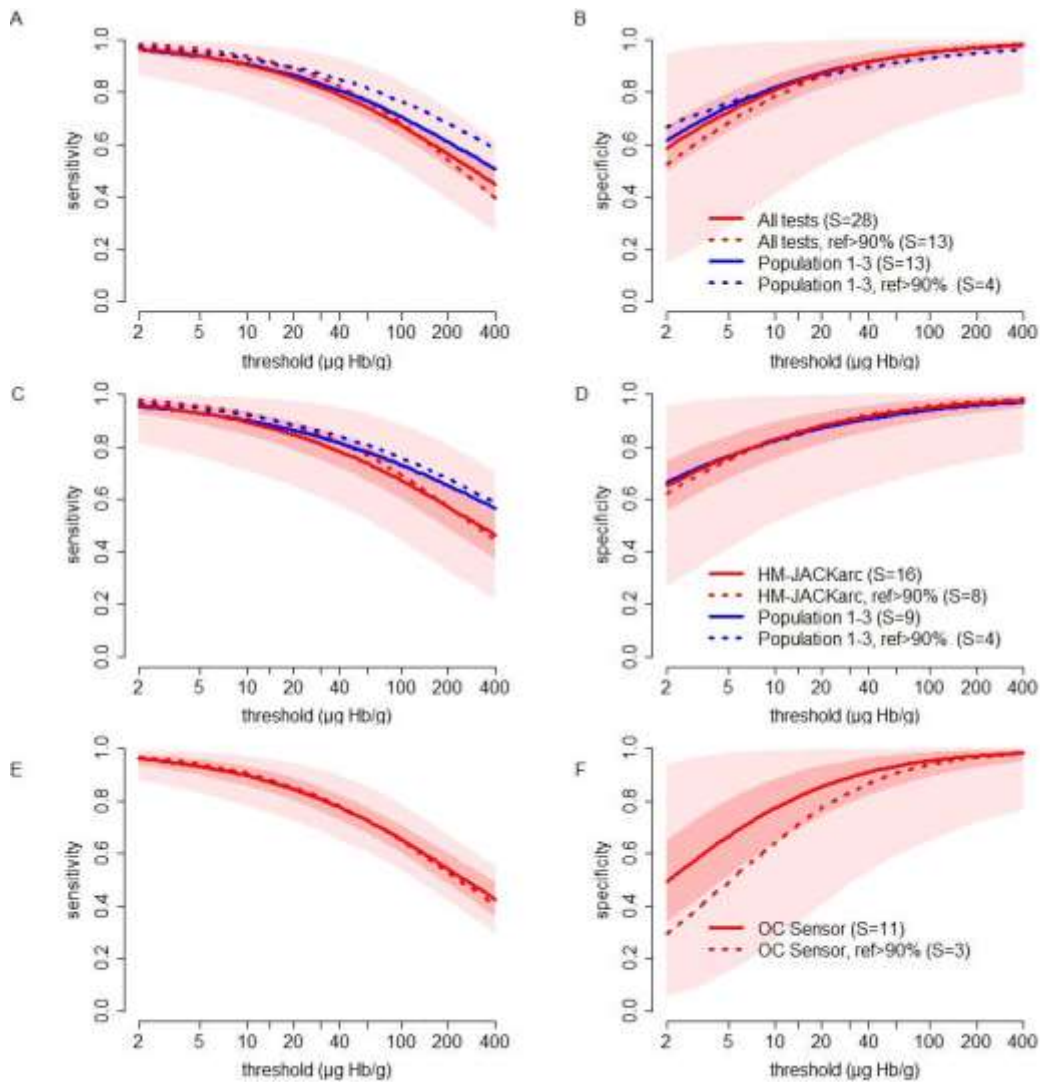 A
1.0
0.8
0.6
0.4
0.2
0.0
sensitivity
2 5 10 20 40 100 200 400
threshold (µg Hb/g)
B
1.0
0.8
0.6
0.4
0.2
0.0
specificity
All tests (S=28)
All tests, ref>90% (S=13)
Population 1-3 (S=13)
Population 1-3, ref>90% (S=4)
2 5 10 20 40 100 200 400
threshold (µg Hb/g)
C
1.0
0.8
0.6
0.4
0.2
0.0
sensitivity
2 5 10 20 40 100 200 400
threshold (µg Hb/g)
D
1.0
0.8
0.6
0.4
0.2
0.0
specificity
HM-JACKarc (S=16)
HM-JACKarc, ref>90% (S=8)
Population 1-3 (S=9)
Population 1-3, ref>90% (S=4)
2 5 10 20 40 100 200 400
threshold (µg Hb/g)
E
1.0
0.8
0.6
0.4
0.2
0.0
sensitivity
2 5 10 20 40 100 200 400
threshold (µg Hb/g)
F
1.0
0.8
0.6
0.4
0.2
0.0
specificity
OC Sensor (S=11)
OC Sensor, ref>90% (S=3)
2 5 10 20 40 100 200 400
threshold (µg Hb/g)